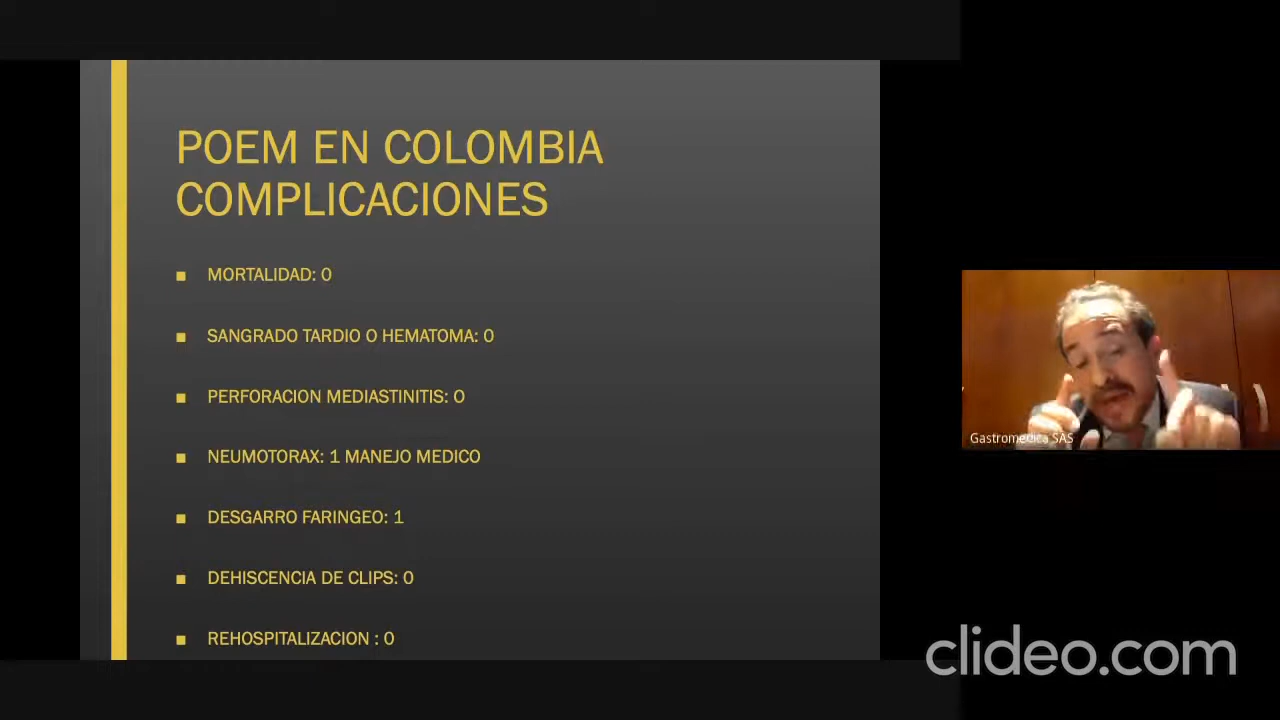 POEM EN COLOMBIA
COMPLICACIONES
MORTALIDAD: 0
SANGRADO TARDIO O HEMATOMA: 0
PERFORACION MEDIASTINITIS: 0
NEUMOTORAX: 1 MANEJO MEDICO
DESGARRO FARINGEO: 1
DEHISCENCIA DE CLIPS: 0
REHOSPITALIZACION : 0
Gastromedica SAS
clideo.com